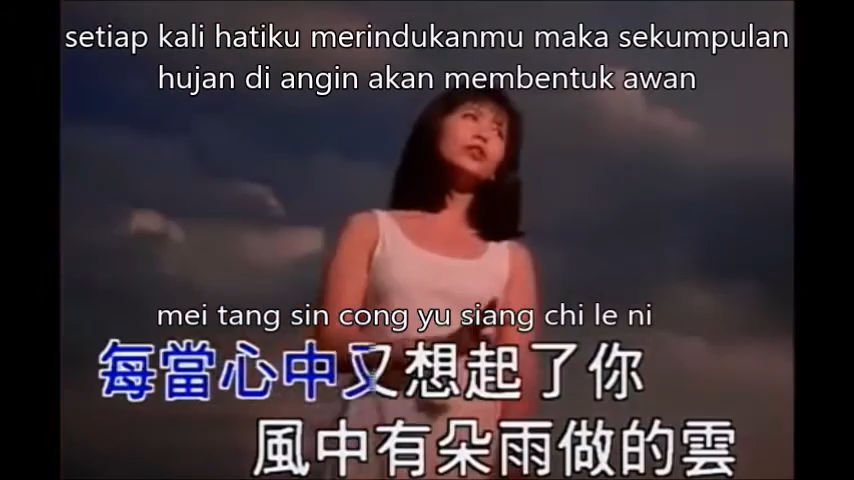 setiap kali hatiku merindukanmu maka sekumpulan
hujan di angin akan membentuk awan
mei tang sin cong yu siang chi le ni
每當心中又想起了你
風中有朵雨做的雲